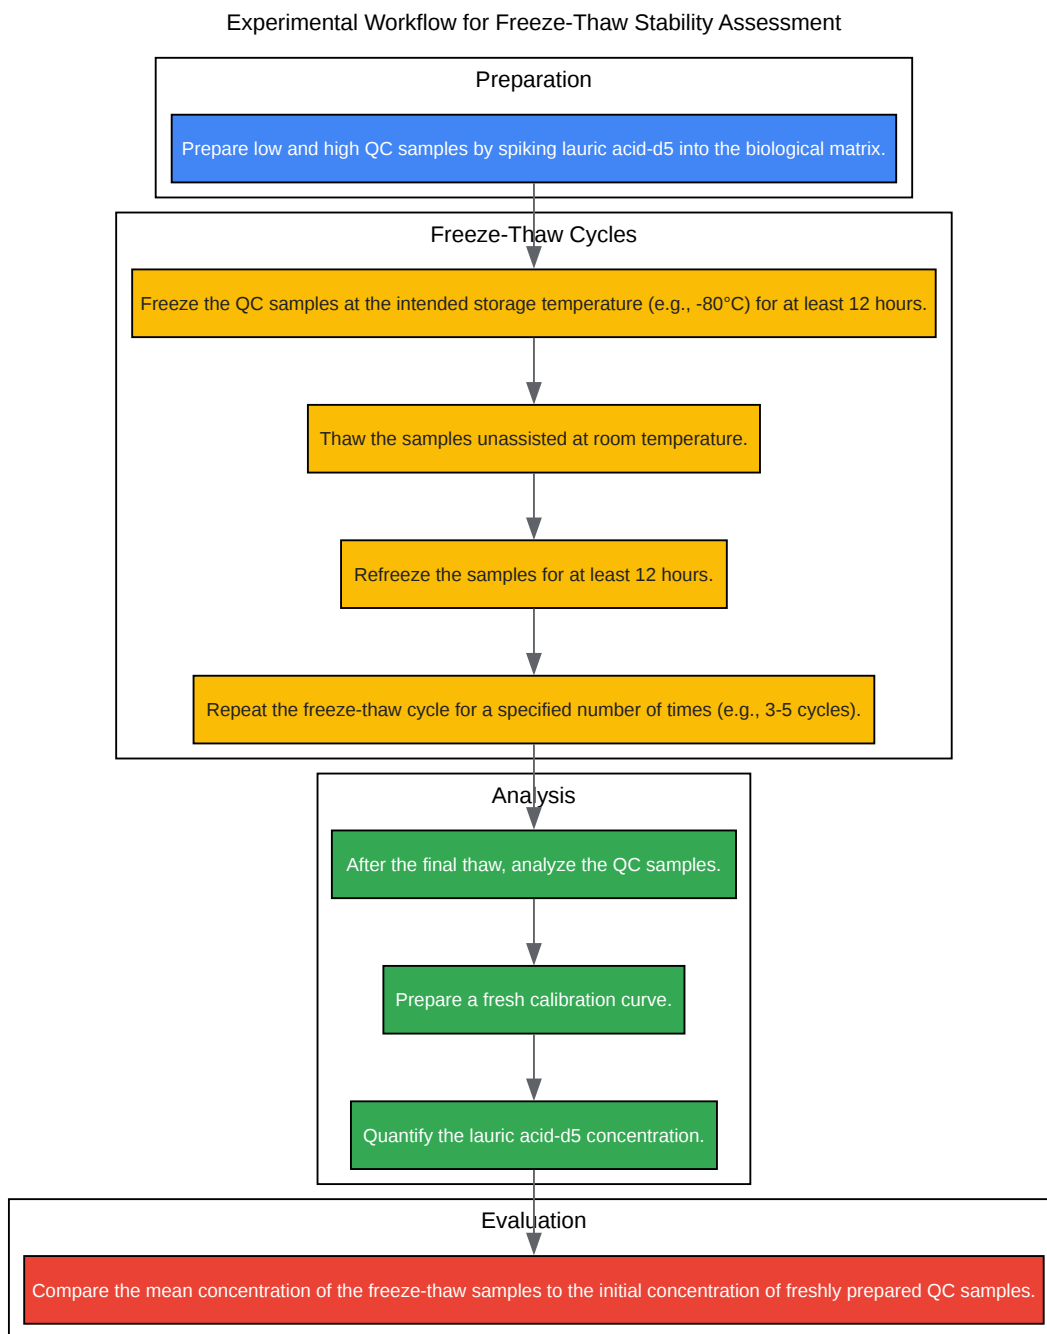 Experimental Workflow for Freeze-Thaw Stability Assessment
Preparation
Prepare low and high QC samples by spiking lauric acid-d5 into the biological matrix.
Freeze-Thaw Cycles
Freeze the QC samples at the intended storage temperature (e.g., -80°C) for at least 12 hours.
Thaw the samples unassisted at room temperature.
Refreeze the samples for at least 12 hours.
Repeat the freeze-thaw cycle for a specified number of times (e.g., 3-5 cycles).
Analysis
After the final thaw, analyze the QC samples.
Prepare a fresh calibration curve.
Quantify the lauric acid-d5 concentration.
Evaluation
Compare the mean concentration of the freeze-thaw samples to the initial concentration of freshly prepared QC samples.